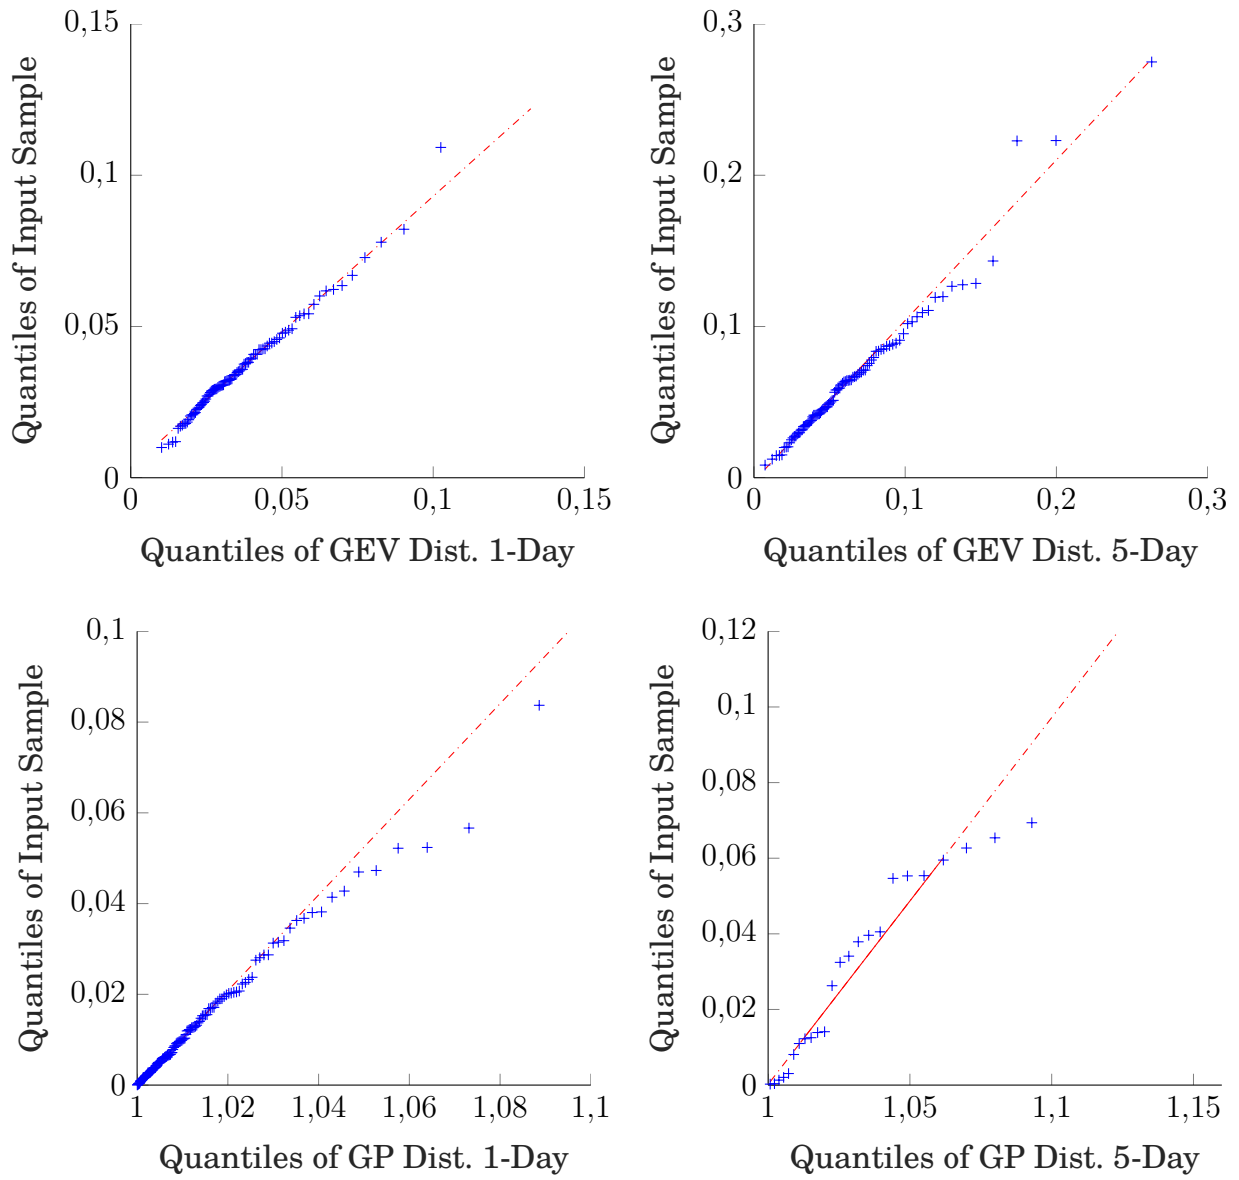 0,15
0,1
0,05
0
0 0,05 0,1 0,15
Quantiles of Input Sample
Quantiles of GEV Dist. 1-Day
0,3
0,2
0,1
0
0 0,1 0,2 0,3
Quantiles of Input Sample
Quantiles of GEV Dist. 5-Day
0,1
0,08
0,06
0,04
0,02
0
1 1,02 1,04 1,06 1,08 1,1
Quantiles of Input Sample
Quantiles of GP Dist. 1-Day
0,12
0,1
0,08
0,06
0,04
0,02
0
1 1,05 1,1 1,15
Quantiles of Input Sample
Quantiles of GP Dist. 5-Day